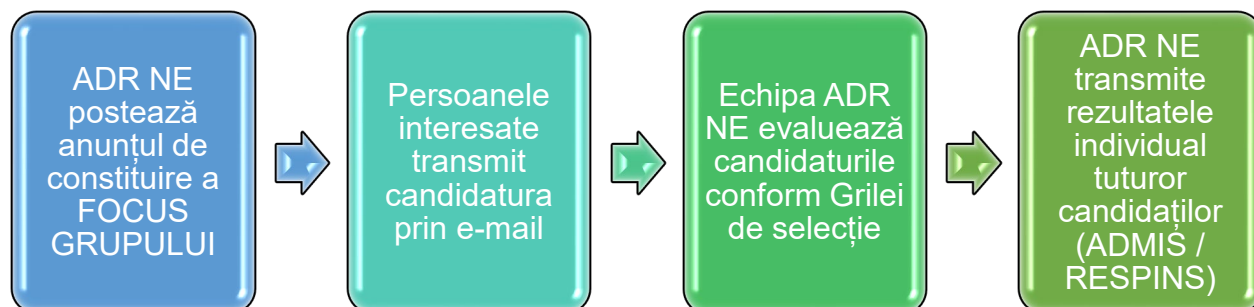 ADR NE
postează
anunțul de
constituire a
FOCUS
GRUPULUI
Persoanele
interesate
transmit
candidatura
prin e-mail
Echipa ADR
NE evaluează
candidaturile
conform Grilei
de selecție
ADR NE
transmite
rezultatele
individual
tuturor
candidaților
(ADMIS /
RESPINS)